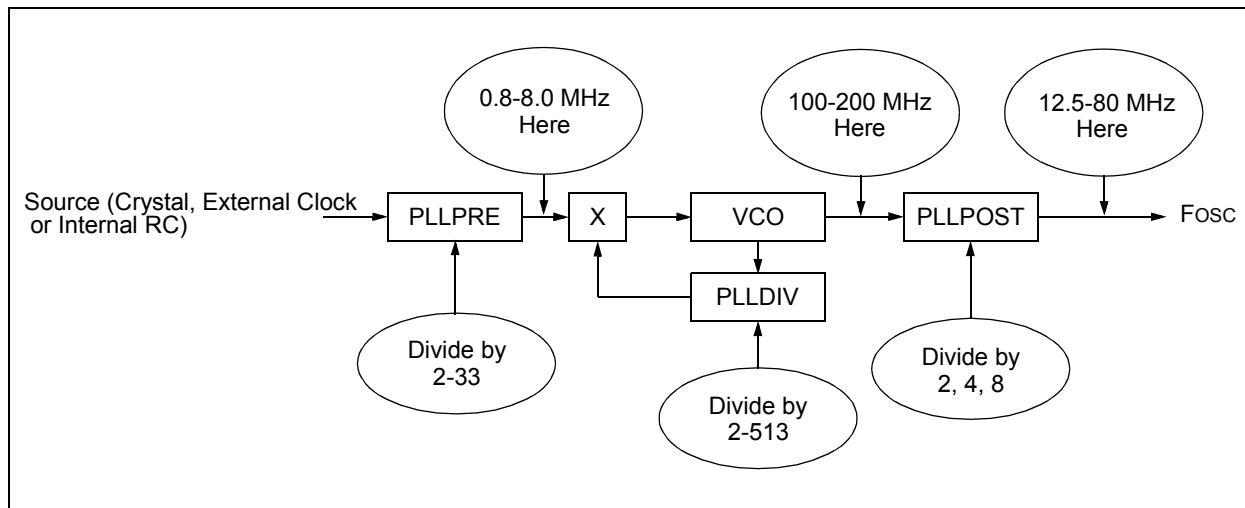 0.8-8.0 MHz
Here
100-200 MHz
Here
12.5-80 MHz
Here
Source (Crystal, External Clock
or Internal RC)
PLLPRE
X
VCO
PLLPOST
FOSC
PLLDIV
Divide by
2-33
Divide by
2-513
Divide by
2, 4, 8